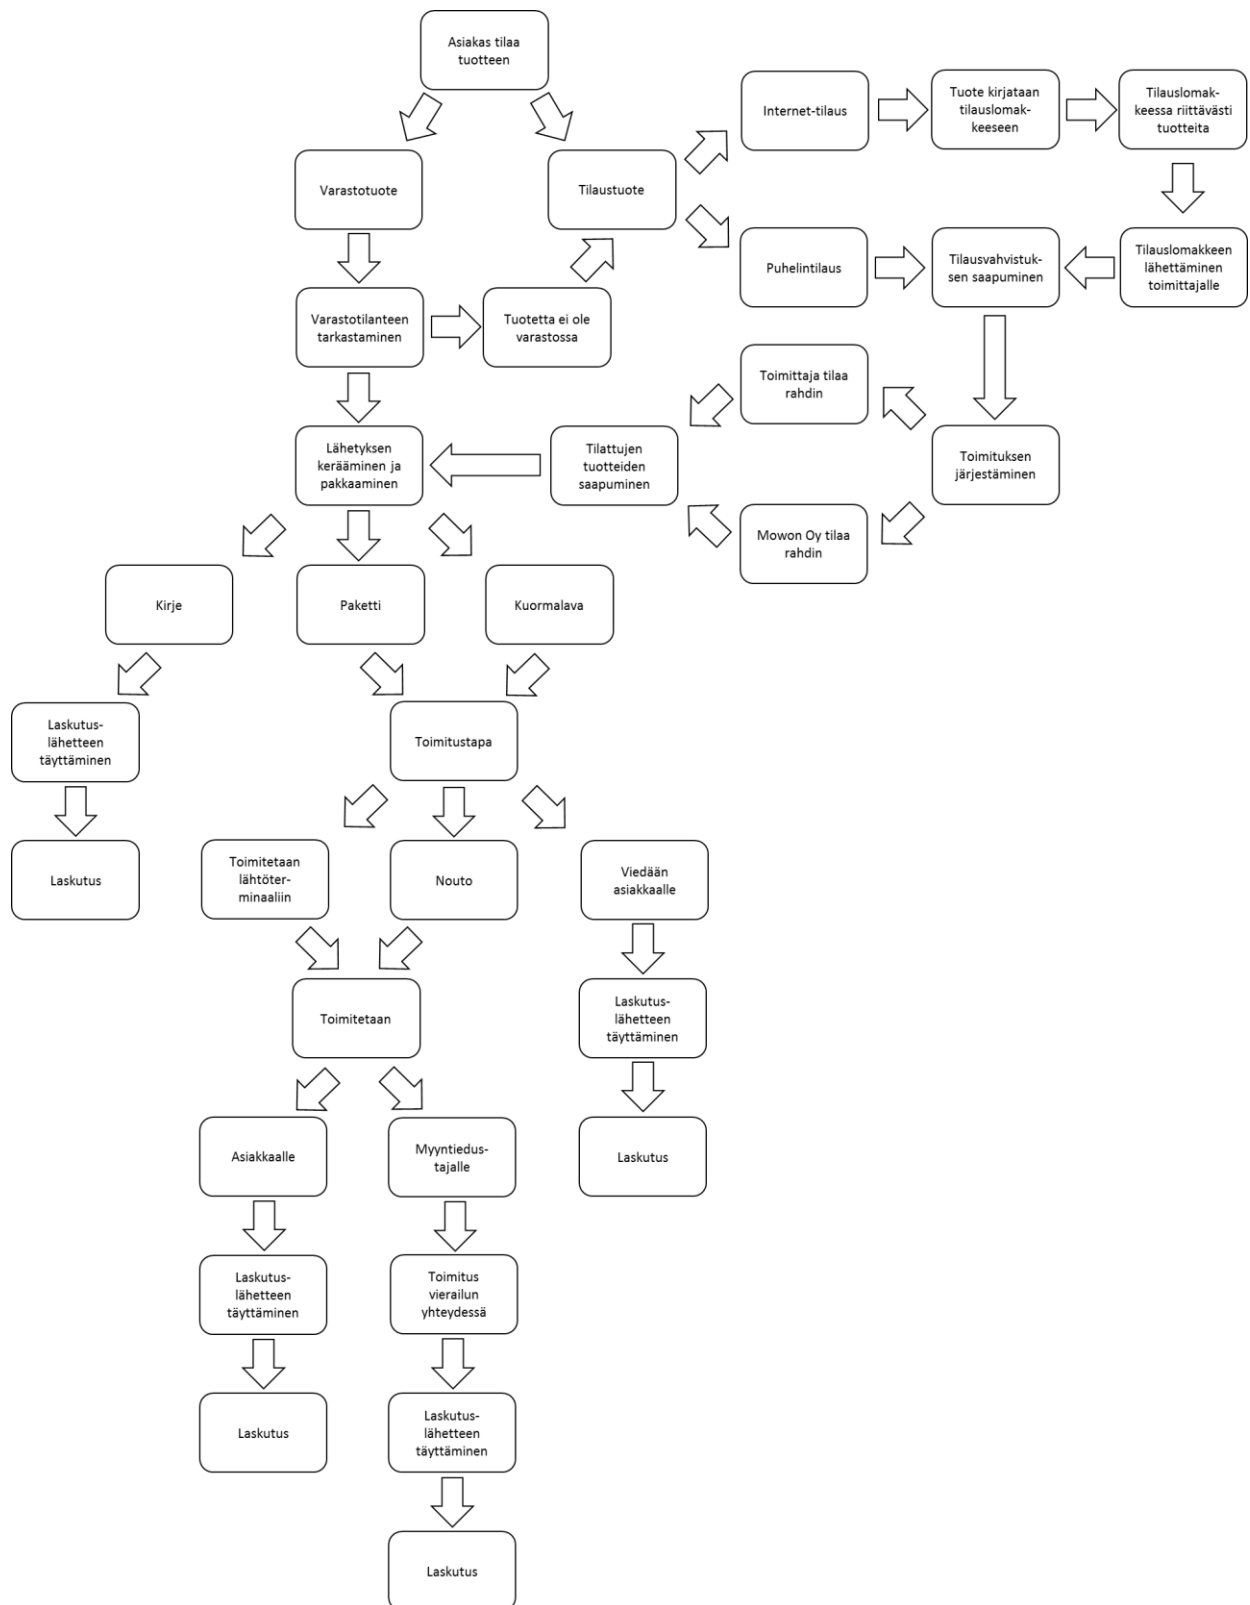 Asiakas tilaa
tuotteen
Internet-tilaus
Tuote kirjataan
tilauslomak-
keeseen
Tilauslomak-
keessa riittävästi
tuotteita
Varastotuote
Tilaustuote
Puhelintilaus
Tilausvahvistuk-
sen saapuminen
Tilauslomakkeen
lähettäminen
toimittajalle
Varastotilanteen
tarkastaminen
Tuotetta ei ole
varastossa
Toimittaja tilaa
rahdin
Lähetyksen
kerääminen ja
pakkaaminen
Tilattujen
tuotteiden
saapuminen
Toimituksen
järjestäminen
Mowon Oy tilaa
rahdin
Kirje
Paketti
Kuormalava
Laskutus-
lähetteen
täyttäminen
Toimitustapa
Laskutus
Toimitetaan
lähtöter-
minaaliin
Nouto
Viedään
asiakkaalle
Toimitetaan
Laskutus-
lähetteen
täyttäminen
Asiakkaalle
Myyntiedus-
tajalle
Laskutus
Laskutus-
lähetteen
täyttäminen
Toimitus
vierailun
yhteydessä
Laskutus
Laskutus-
lähetteen
täyttäminen
Laskutus